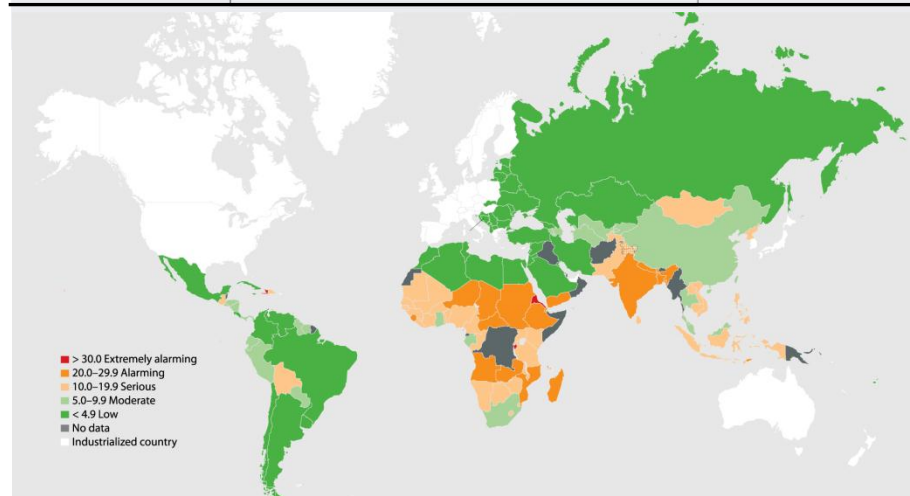 > 30.0 Extremely alarming
20.0–29.9 Alarming
10.0–19.9 Serious
5.0–9.9 Moderate
< 4.9 Low
No data
Industrialized country